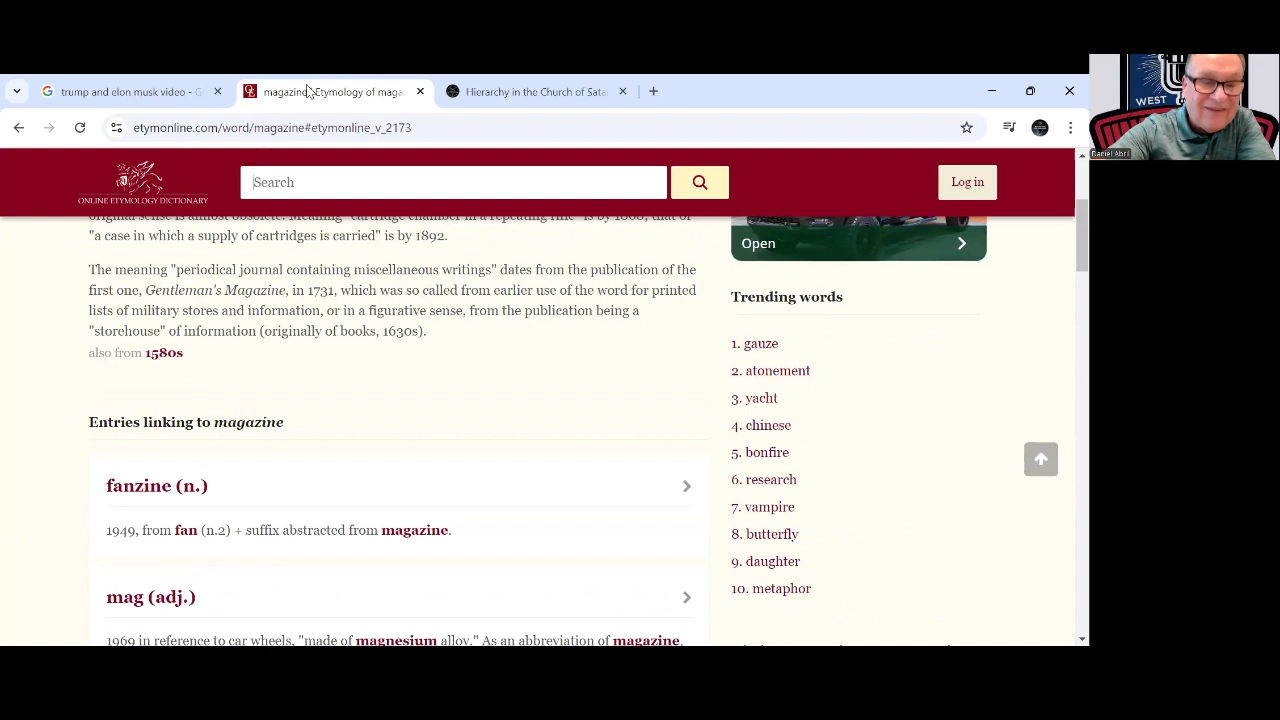 trump and elon musk video - G
magazine | Etymology of maga
Hierarchy in the Church of Sata
etymonline.com/word/magazine#etymonline_v_2173
WEST
Daniel Abril
ONLINE ETYMOLOGY DICTIONARY
Search
Log in
original sense is almost obsolete. Meaning "cartridge chamber in a repeating rifle" is by 1868, that of
"a case in which a supply of cartridges is carried" is by 1892.
The meaning "periodical journal containing miscellaneous writings" dates from the publication of the
first one, Gentleman's Magazine, in 1731, which was so called from earlier use of the word for printed
lists of military stores and information, or in a figurative sense, from the publication being a
"storehouse" of information (originally of books, 1630s).
also from 1580s
Entries linking to magazine
fanzine (n.)
1949, from fan (n.2) + suffix abstracted from magazine.
mag (adj.)
1969 in reference to car wheels, "made of magnesium alloy." As an abbreviation of magazine,
Open
Trending words
1. gauze
2. atonement
3. yacht
4. chinese
5. bonfire
6. research
7. vampire
8. butterfly
9. daughter
10. metaphor